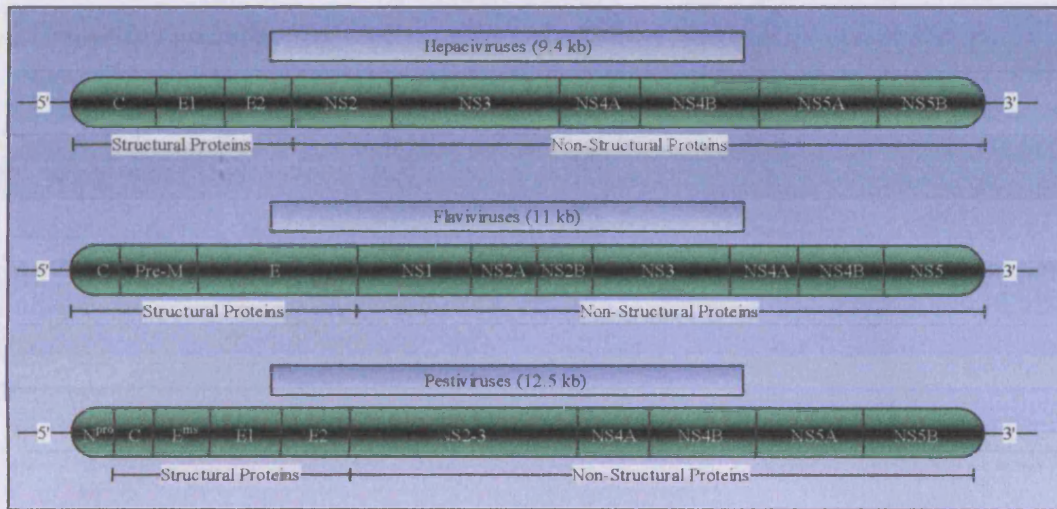 Hepaciviruses (9.4 kb)
5' C E1 E2 NS2 NS3 NS4A NS4B NS5A NS5B 3'
Structural Proteins Non-Structural Proteins
Flaviviruses (11 kb)
5' C Pre-M E NS1 NS2A NS2B NS3 NS4A NS4B NS5 3'
Structural Proteins Non-Structural Proteins
Pestiviruses (12.5 kb)
5' N^pro C E^rns E1 E2 NS2-3 NS4A NS4B NS5A NS5B 3'
Structural Proteins Non-Structural Proteins